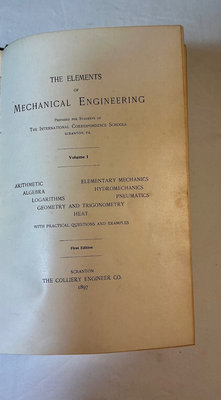 THE ELEMENTS
OF
MECHANICAL ENGINEERING
PREPARED FOR STUDENTS OF
THE INTERNATIONAL CORRESPONDENCE SCHOOLS
SCRANTON, PA.
Volume I
ARITHMETIC ELEMENTARY MECHANICS
ALGEBRA HYDROMECHANICS
LOGARITHMS PNEUMATICS
GEOMETRY AND TRIGONOMETRY
HEAT
WITH PRACTICAL QUESTIONS AND EXAMPLES
First Edition
SCRANTON
THE COLLIERY ENGINEER CO.
1897